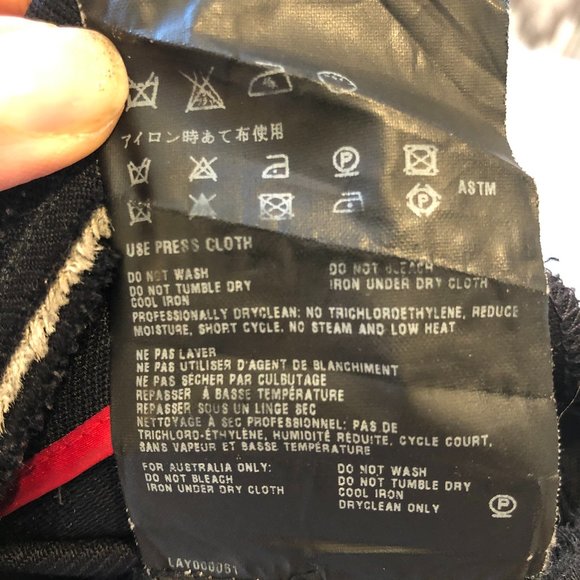 アイロン時あて布使用
P
ASTM
P
USE PRESS CLOTH
DO NOT WASH
DO NOT TUMBLE DRY
COOL IRON
DO NOT BLEACH
IRON UNDER DRY CLOTH
PROFESSIONALLY DRYCLEAN: NO TRICHLOROETHYLENE, REDUCE
MOISTURE, SHORT CYCLE. NO STEAM AND LOW HEAT
NE PAS LAVER
NE PAS UTILISER D'AGENT DE BLANCHIMENT
NE PAS SÉCHER PAR CULBUTAGE
REPASSER À BASSE TEMPÉRATURE
REPASSER SOUS UN LINGE SEC
NETTOYAGE À SEC PROFESSIONNEL: PAS DE
TRICHLORO-ÉTHYLÈNE, HUMIDITÉ RÉDUITE, CYCLE COURT,
SANS VAPEUR ET BASSE TEMPÉRATURE
FOR AUSTRALIA ONLY:
DO NOT BLEACH
IRON UNDER DRY CLOTH
DO NOT WASH
DO NOT TUMBLE DRY
COOL IRON
DRYCLEAN ONLY
P